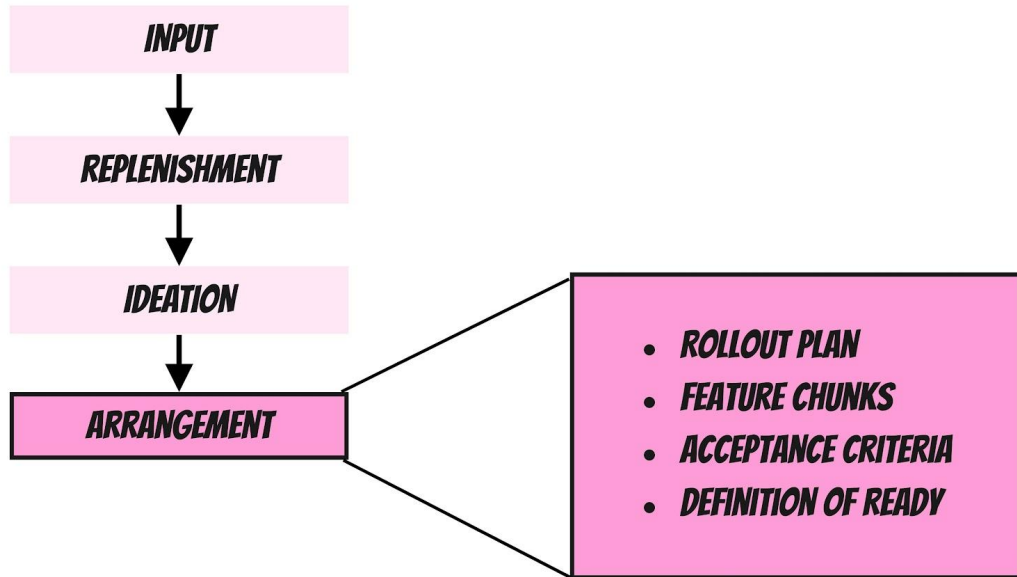 INPUT
REPLENISHMENT
IDEATION
ARRANGEMENT
• ROLLOUT PLAN
• FEATURE CHUNKS
• ACCEPTANCE CRITERIA
• DEFINITION OF READY